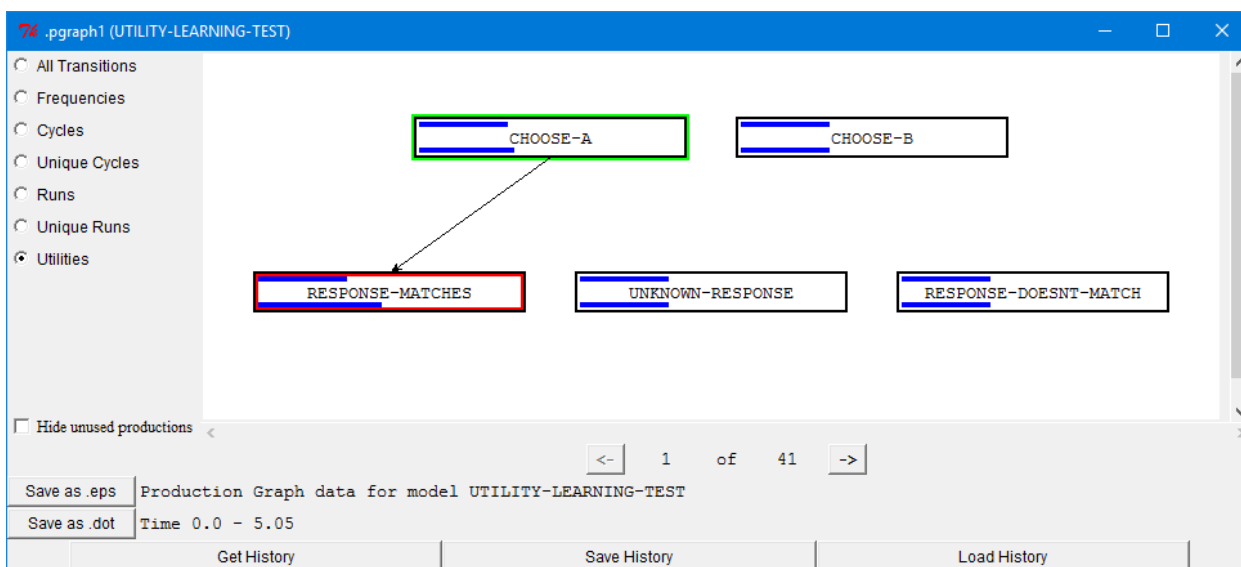 .pgraph1 (UTILITY-LEARNING-TEST)
All Transitions
Frequencies
Cycles
Unique Cycles
Runs
Unique Runs
Utilities
CHOOSE-A
CHOOSE-B
RESPONSE-MATCHES
UNKNOWN-RESPONSE
RESPONSE-DOESNT-MATCH
Hide unused productions
<- 1 of 41 ->
Save as .eps Production Graph data for model UTILITY-LEARNING-TEST
Save as .dot Time 0.0 - 5.05
Get History Save History Load History